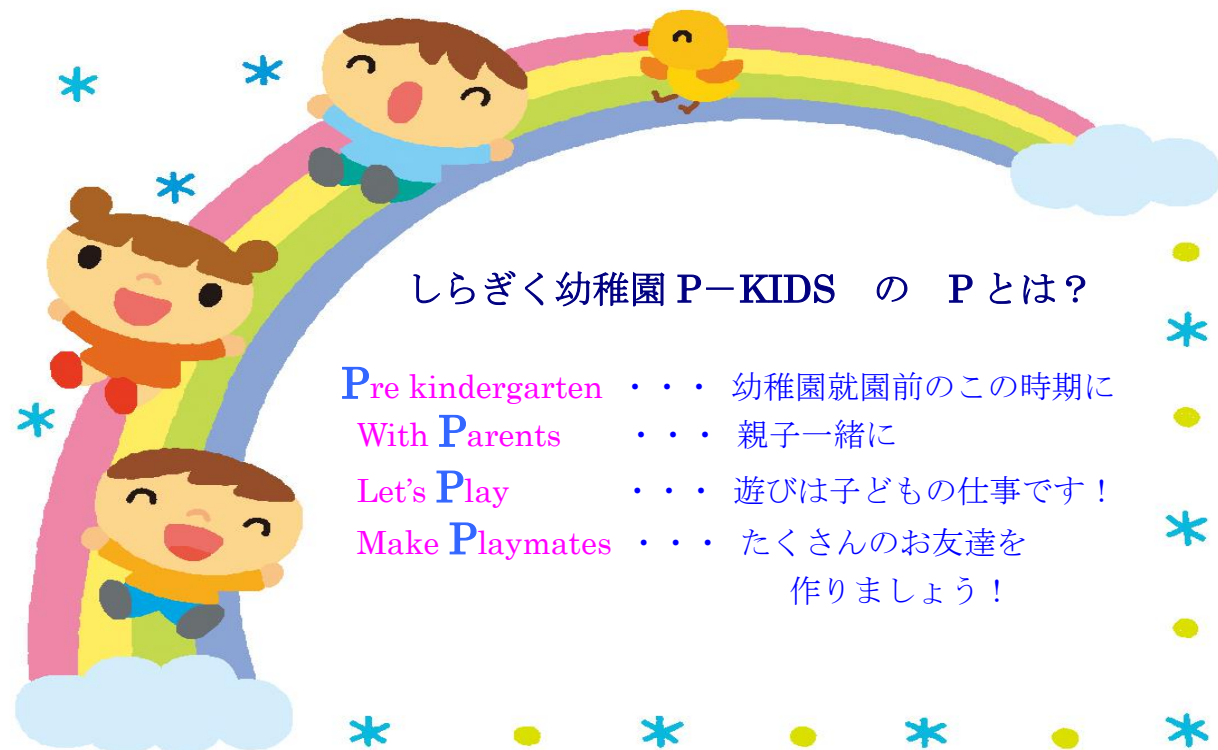 しらぎく幼稚園 P－KIDS　の　P とは？
Pre kindergarten ・・・ 幼稚園就園前のこの時期に
With Parents ・・・ 親子一緒に
Let's Play ・・・ 遊びは子どもの仕事です！
Make Playmates ・・・ たくさんのお友達を
作りましょう！